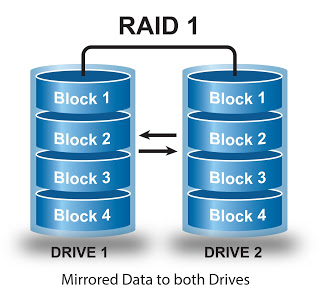 RAID 1
Block 1 Block 1
Block 2 Block 2
Block 3 Block 3
Block 4 Block 4
DRIVE 1 DRIVE 2
Mirrored Data to both Drives